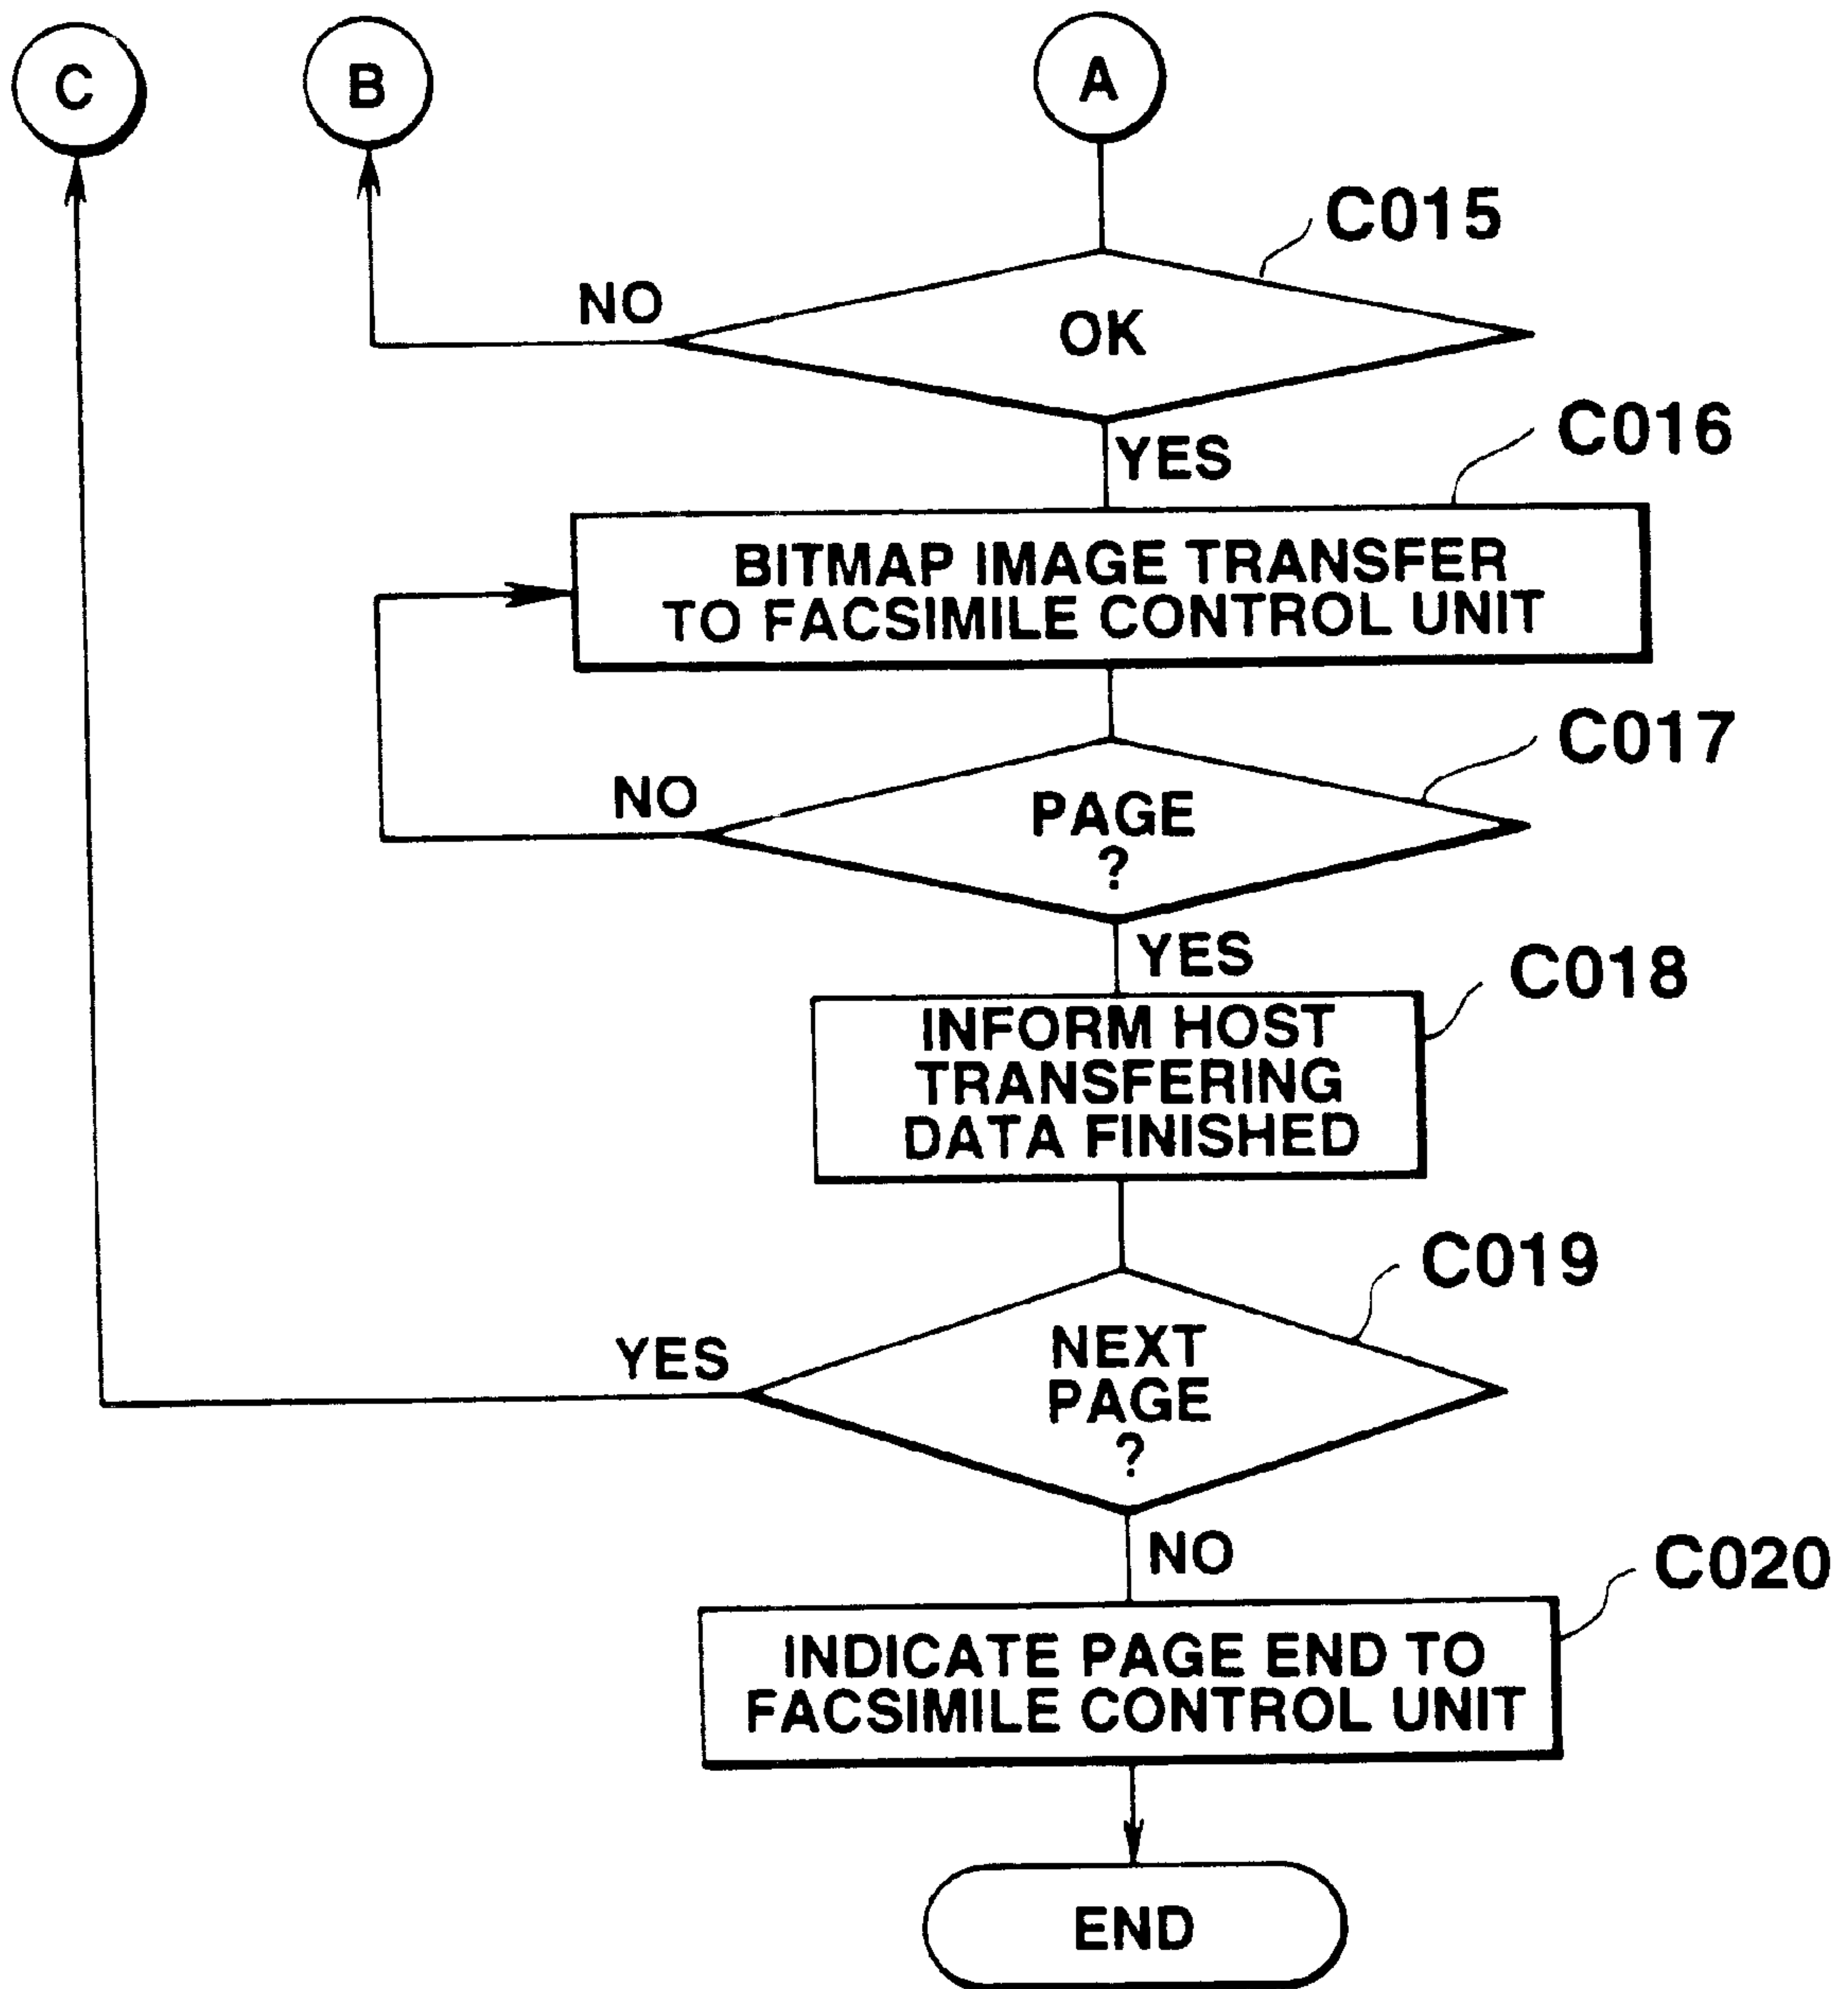 C
B
A
C015
NO
OK
YES
C016
BITMAP IMAGE TRANSFER
TO FACSIMILE CONTROL UNIT
C017
NO
PAGE
?
YES
C018
INFORM HOST
TRANSFERING
DATA FINISHED
C019
YES
NEXT
PAGE
?
NO
C020
INDICATE PAGE END TO
FACSIMILE CONTROL UNIT
END